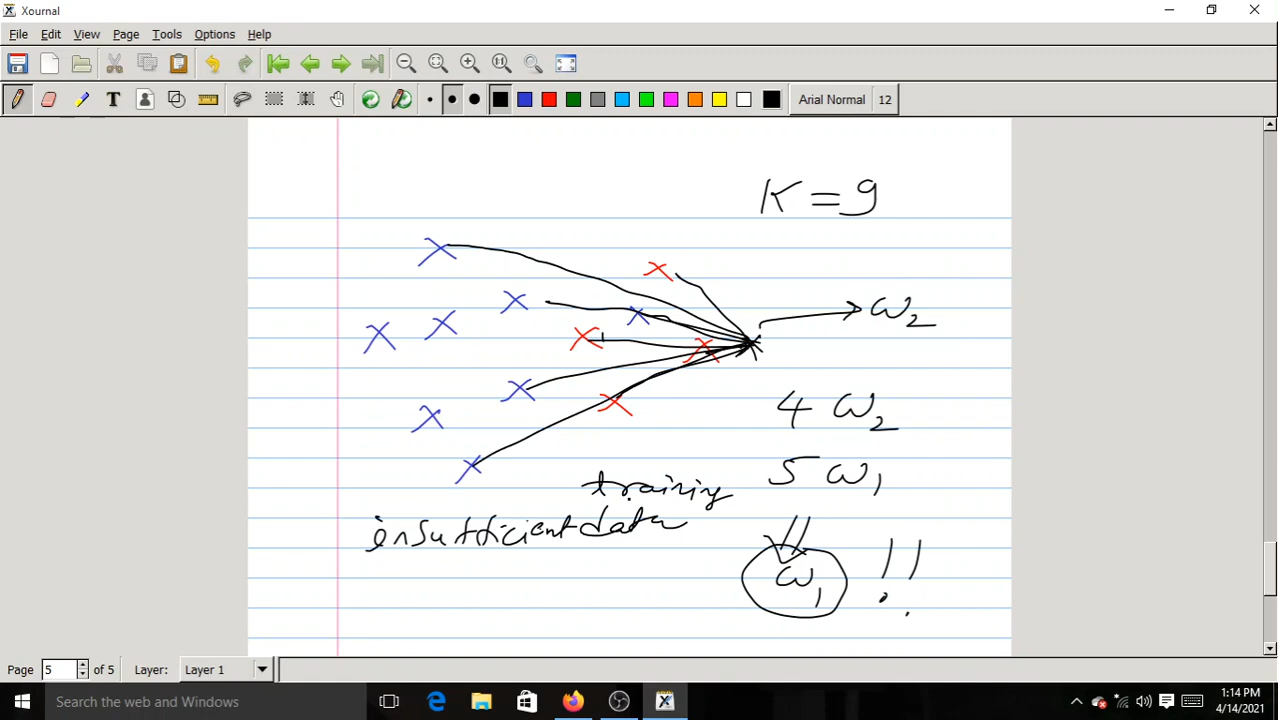 Xournal
File Edit View Page Tools Options Help
Arial Normal 12
K = 9
ω2
4 ω2
5 ω1
training
insufficient data
ω1 !!
Page 5 of 5 Layer: Layer 1
Search the web and Windows
1:14 PM
4/14/2021